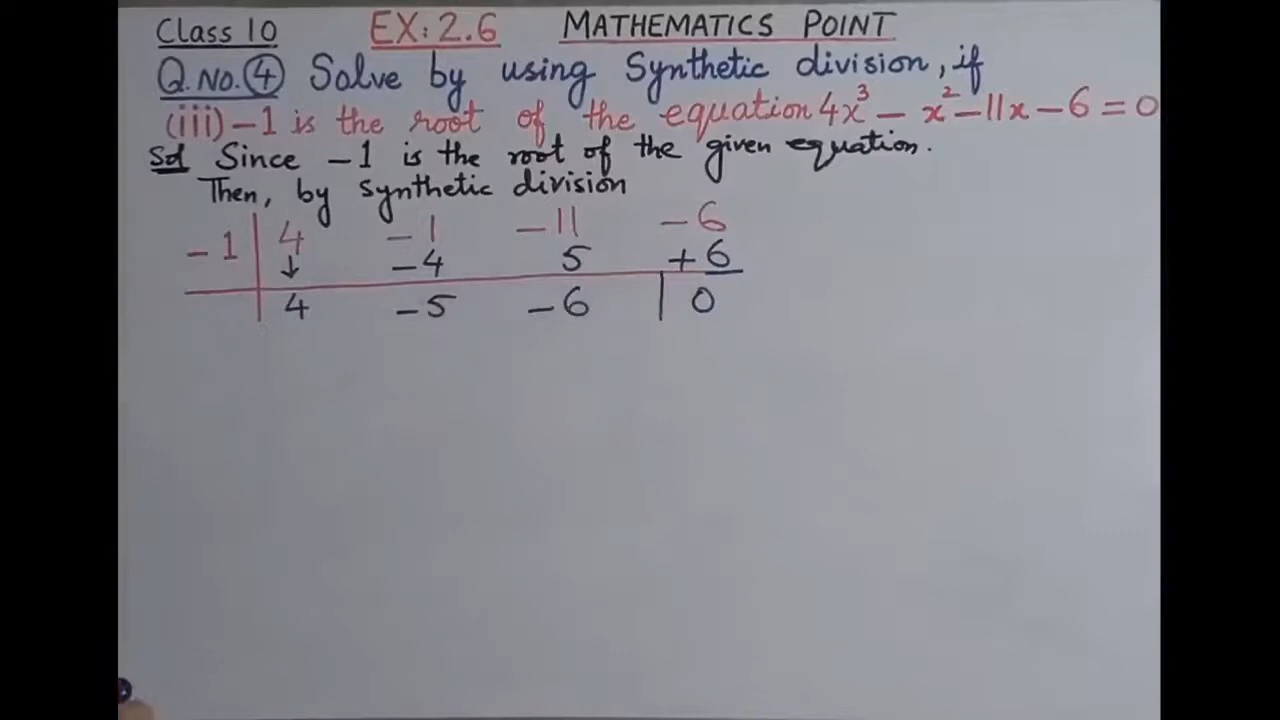 Class 10 EX: 2.6 MATHEMATICS POINT
Q.No.④ Solve by using Synthetic division, if
(iii) -1 is the root of the equation 4x³ - x² - 11x - 6 = 0
Sol Since -1 is the root of the given equation.
Then, by synthetic division
-1 | 4 -1 -11 -6
↓ -4 5 +6
4 -5 -6 | 0